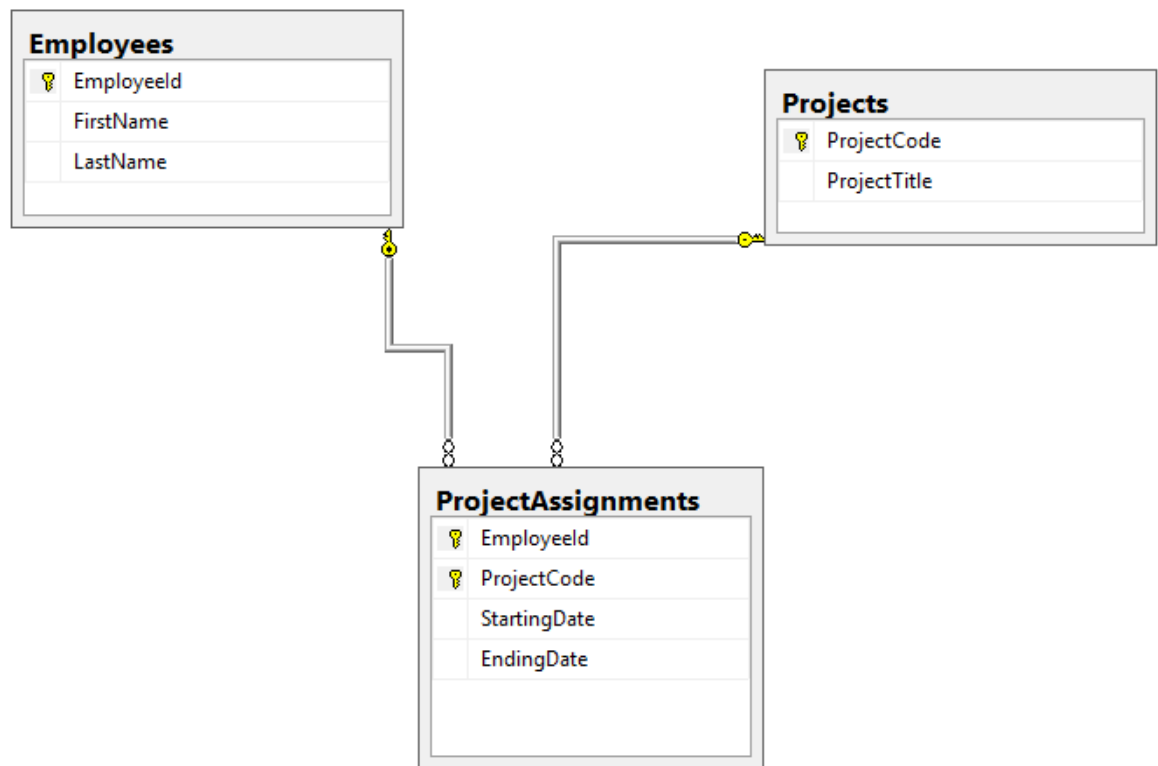 Employees
EmployeeId
FirstName
LastName
Projects
ProjectCode
ProjectTitle
ProjectAssignments
EmployeeId
ProjectCode
StartingDate
EndingDate